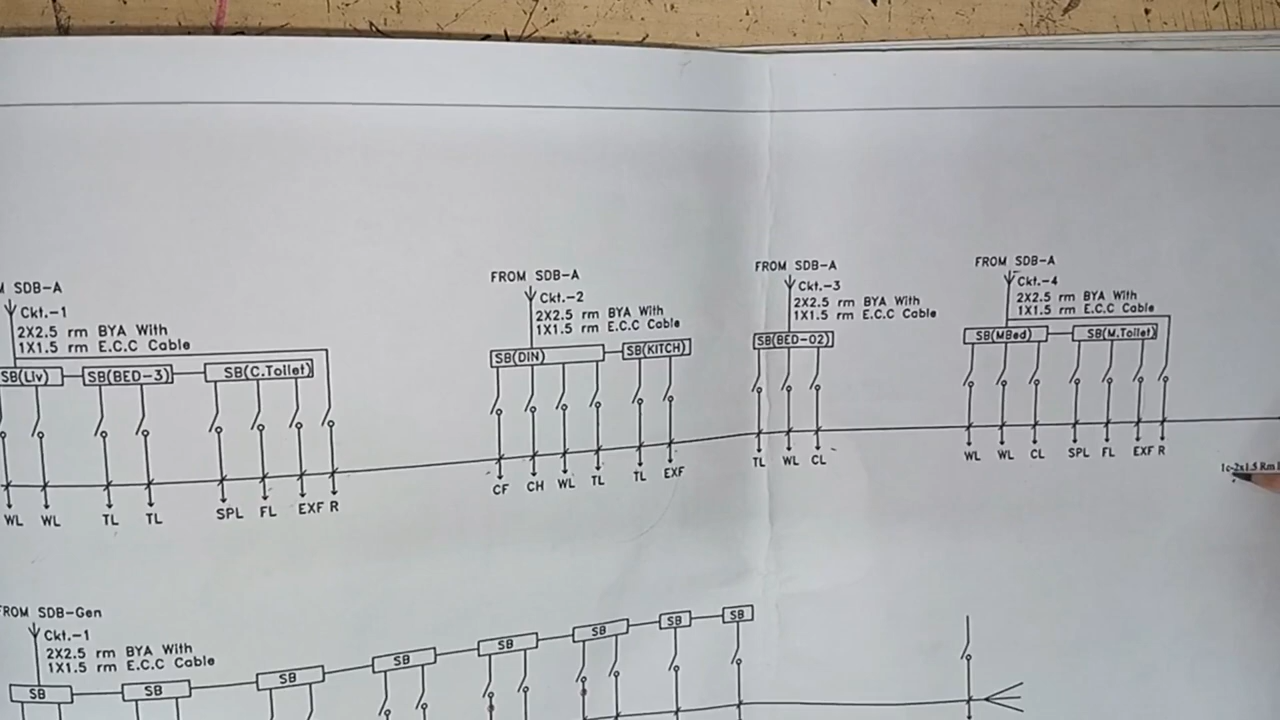 SDB-A
Ckt.-1
2X2.5 rm BYA With
1X1.5 rm E.C.C Cable
SB(Liv)
SB(BED-3)
SB(C.Toilet)
WL WL TL TL SPL FL EXF R
FROM SDB-A
Ckt.-2
2X2.5 rm BYA With
1X1.5 rm E.C.C Cable
SB(DIN)
SB(KITCH)
CF CH WL TL TL EXF
FROM SDB-A
Ckt.-3
2X2.5 rm BYA With
1X1.5 rm E.C.C Cable
SB(BED-02)
TL WL CL
FROM SDB-A
Ckt.-4
2X2.5 rm BYA With
1X1.5 rm E.C.C Cable
SB(MBed)
SB(M.Toilet)
WL WL CL SPL FL EXF R
1c-2x1.5 Rm
FROM SDB-Gen
Ckt.-1
2X2.5 rm BYA With
1X1.5 rm E.C.C Cable
SB SB SB SB SB SB SB SB